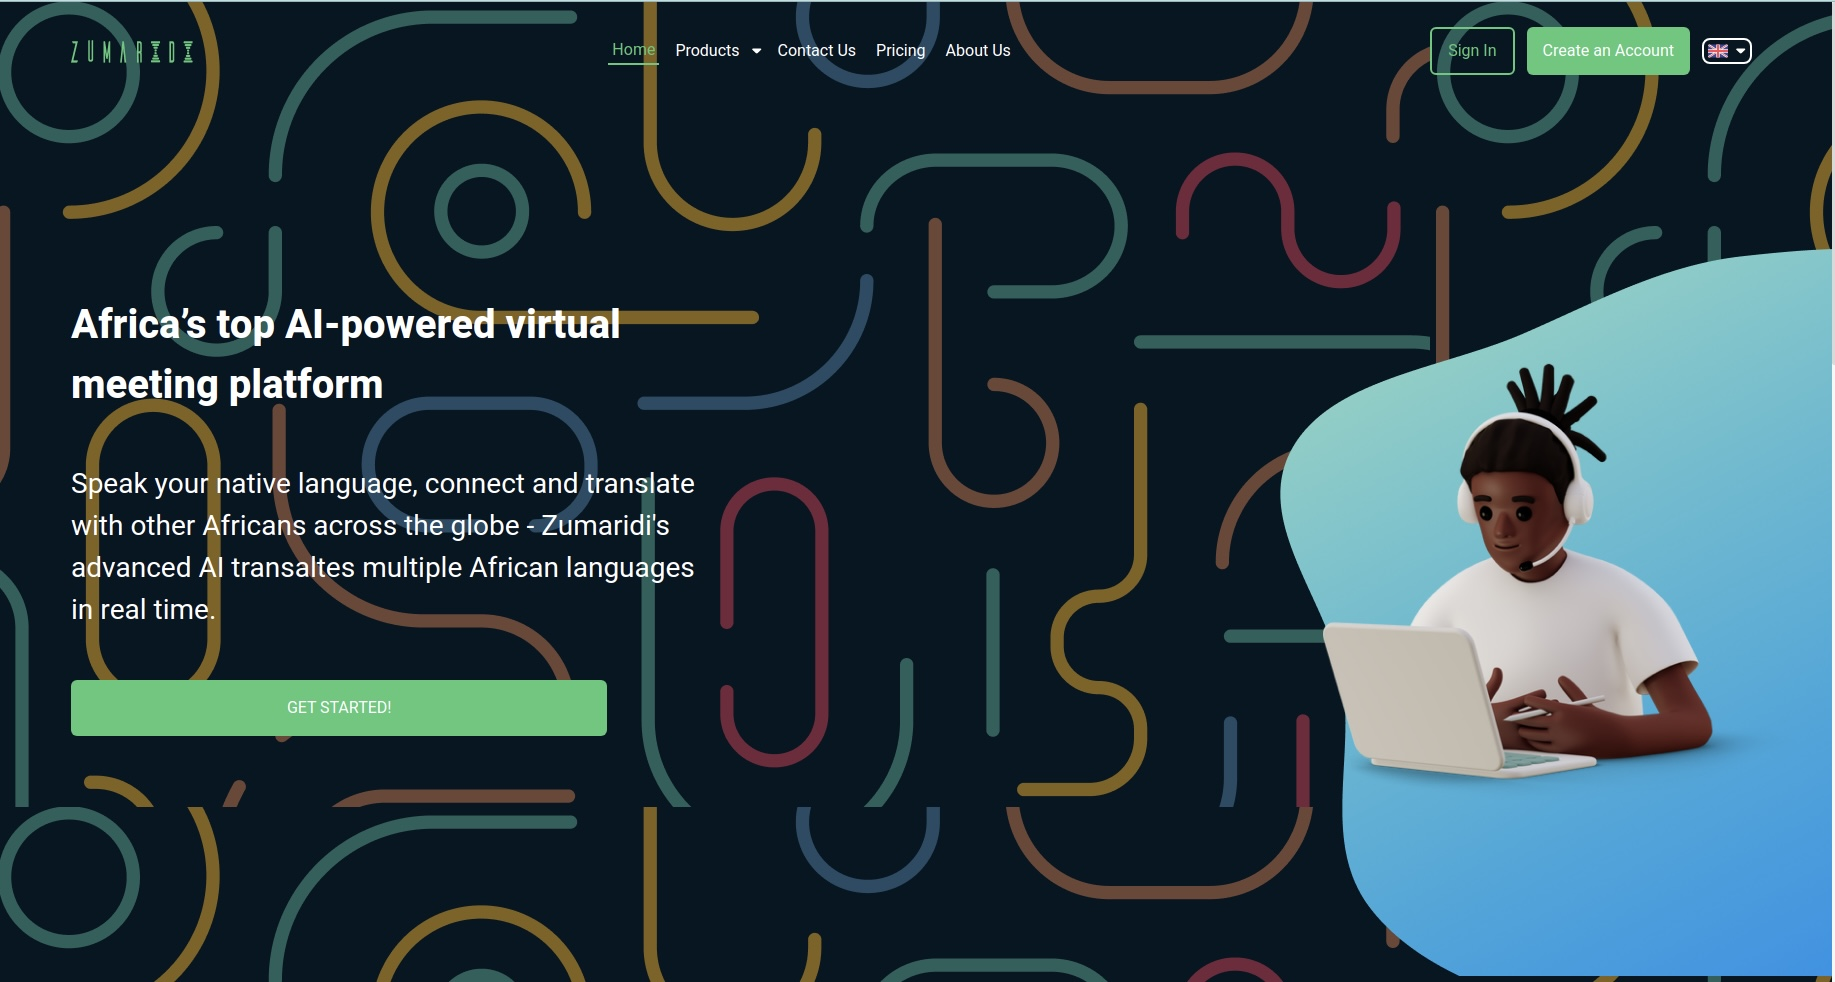 ZUMARIDI
Home Products Contact Us Pricing About Us
Sign In
Create an Account
Africa’s top AI-powered virtual
meeting platform
Speak your native language, connect and translate
with other Africans across the globe - Zumaridi's
advanced AI transaltes multiple African languages
in real time.
GET STARTED!